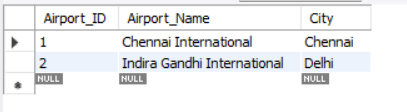 Airport_ID Airport_Name City
1 Chennai International Chennai
2 Indira Gandhi International Delhi
NULL NULL NULL